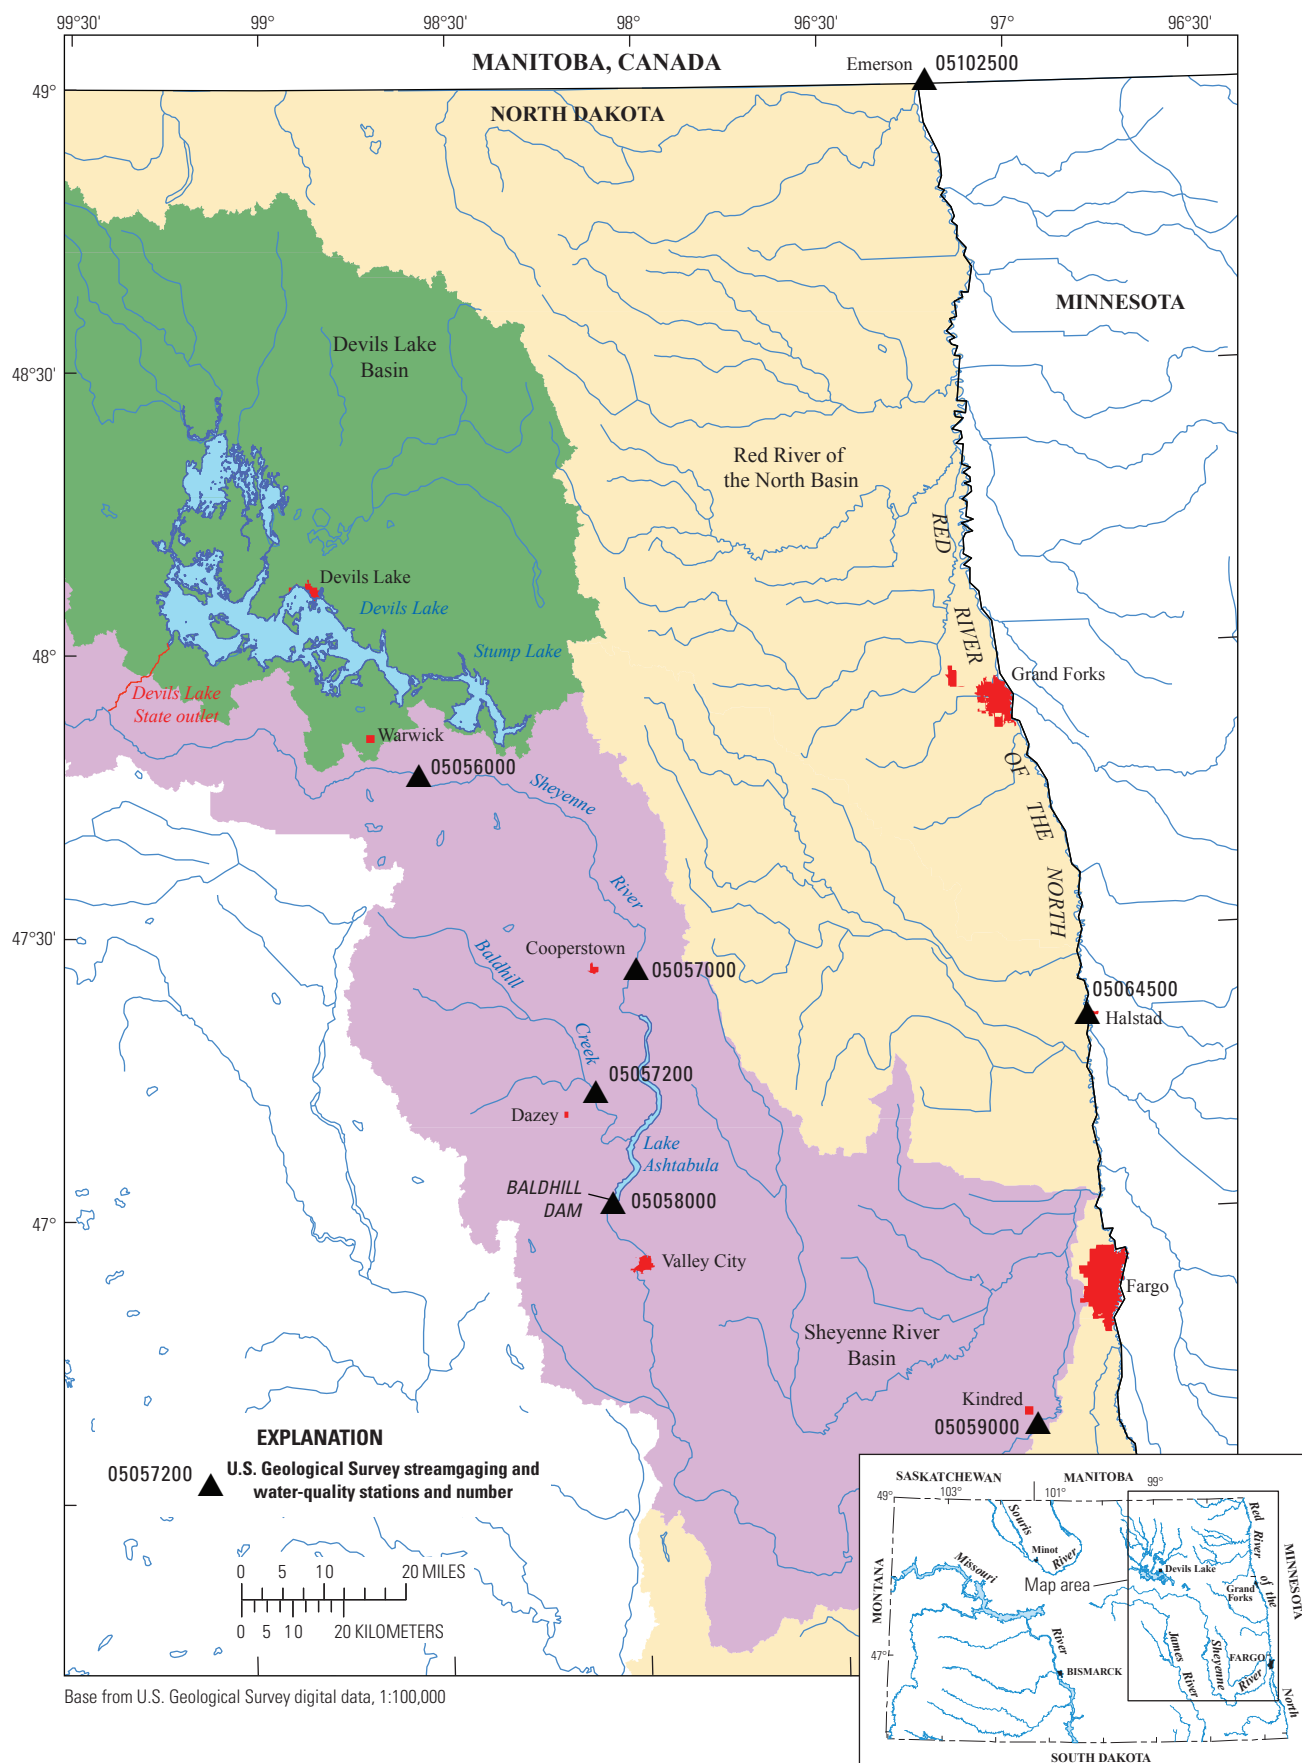 99°30'
99°
98°30'
98°
96°30'
97°
96°30'
MANITOBA, CANADA
Emerson
05102500
49°
NORTH DAKOTA
MINNESOTA
Devils Lake
Basin
48°30'
Red River of
the North Basin
RED
RIVER
OF
THE
NORTH
Devils Lake
Devils Lake
Stump Lake
48°
Grand Forks
Devils Lake
State outlet
Warwick
05056000
Sheyenne
River
47°30'
Cooperstown
Baldhill
Creek
05057000
05064500
Halstad
05057200
Dazey
Lake
Ashtabula
BALDHILL
DAM
05058000
47°
Valley City
Fargo
Sheyenne River
Basin
Kindred
05059000
EXPLANATION
05057200
U.S. Geological Survey streamgaging and
water-quality stations and number
0 5 10 20 MILES
0 5 10 20 KILOMETERS
Base from U.S. Geological Survey digital data, 1:100,000
SASKATCHEWAN
MANITOBA
49°
103°
101°
99°
Souris
River
Minot
Missouri
River
Map area
Devils Lake
Grand
Forks
Red River of the North
MONTANA
MINNESOTA
47°
James
River
Sheyenne
River
FARGO
BISMARCK
SOUTH DAKOTA